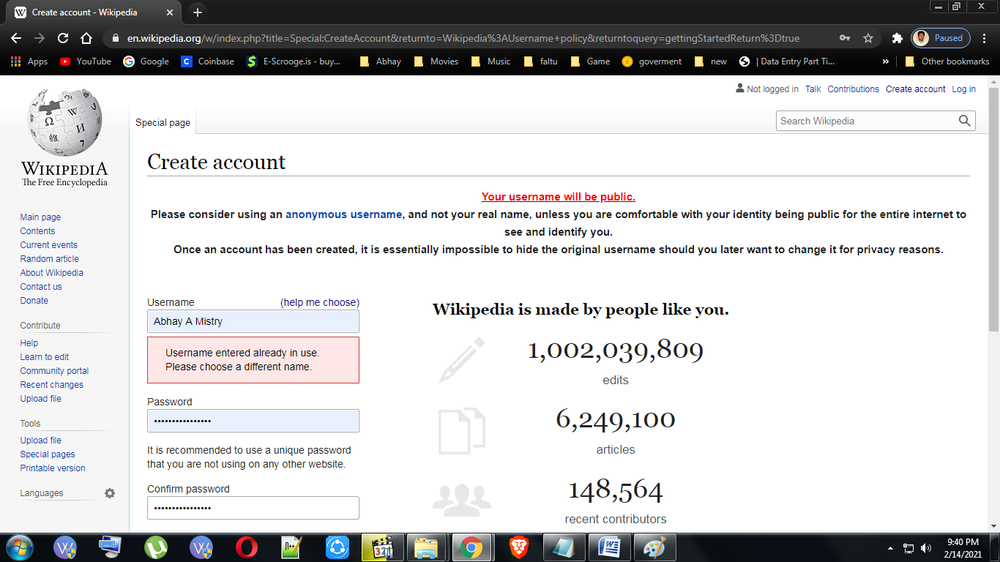 Create account - Wikipedia
en.wikipedia.org/w/index.php?title=Special:CreateAccount&returnto=Wikipedia%3AUsername+policy&returntoquery=gettingStartedReturn%3Dtrue
Paused
Apps YouTube Google Coinbase E-Scrooge.is - buy... Abhay Movies Music faltu Game goverment new | Data Entry Part Ti... » Other bookmarks
Not logged in Talk Contributions Create account Log in
Special page
Search Wikipedia
WIKIPEDIA
The Free Encyclopedia
Main page
Contents
Current events
Random article
About Wikipedia
Contact us
Donate
Contribute
Help
Learn to edit
Community portal
Recent changes
Upload file
Tools
Upload file
Special pages
Printable version
Languages
Create account
Your username will be public.
Please consider using an anonymous username, and not your real name, unless you are comfortable with your identity being public for the entire internet to
see and identify you.
Once an account has been created, it is essentially impossible to hide the original username should you later want to change it for privacy reasons.
Username (help me choose)
Abhay A Mistry
Username entered already in use.
Please choose a different name.
Password
••••••••••••••••
It is recommended to use a unique password
that you are not using on any other website.
Confirm password
••••••••••••••••
Wikipedia is made by people like you.
1,002,039,809
edits
6,249,100
articles
148,564
recent contributors
9:40 PM
2/14/2021